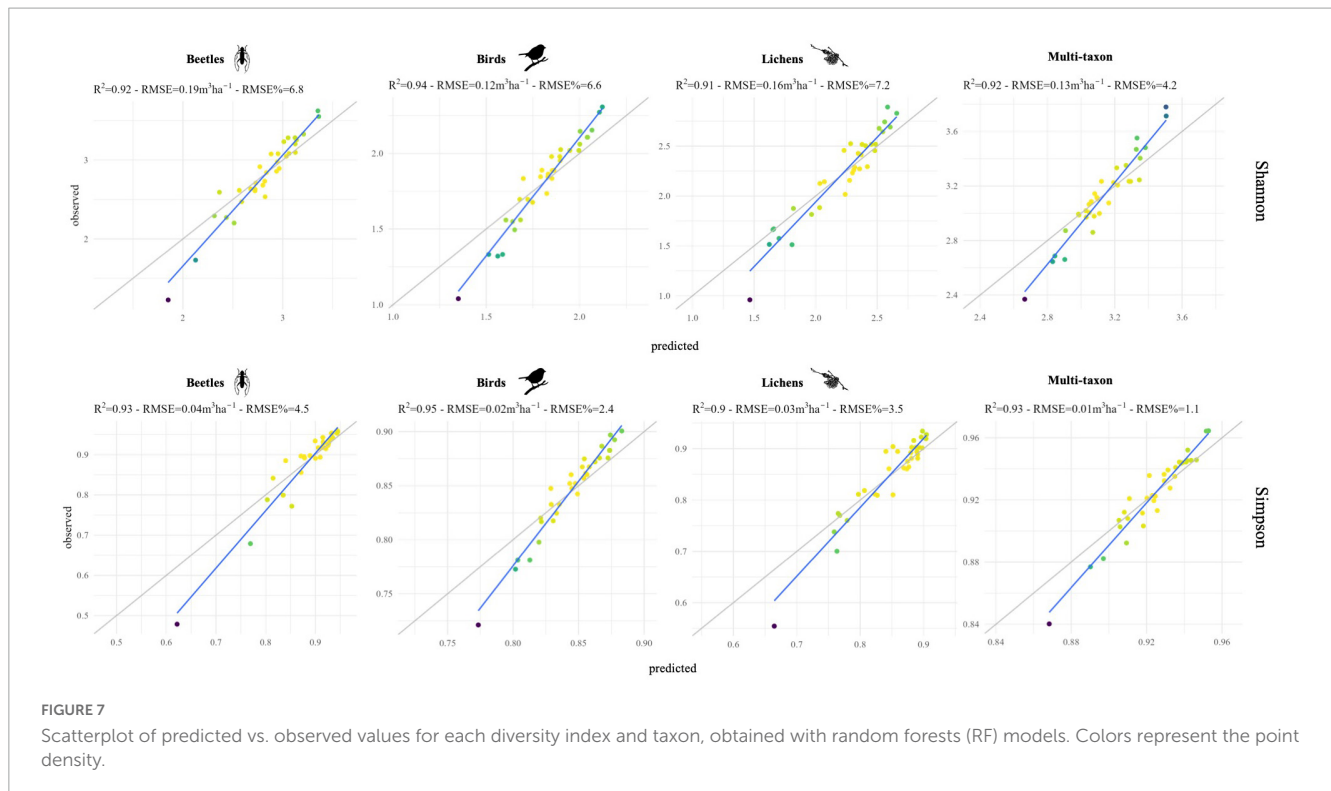 Beetles
Birds
Lichens
Multi-taxon
R²=0.92 - RMSE=0.19m³ha⁻¹ - RMSE%=6.8
R²=0.94 - RMSE=0.12m³ha⁻¹ - RMSE%=6.6
R²=0.91 - RMSE=0.16m³ha⁻¹ - RMSE%=7.2
R²=0.92 - RMSE=0.13m³ha⁻¹ - RMSE%=4.2
observed
3
2
2 3
2.0
1.5
1.0
1.0 1.5 2.0
3.0
2.5
2.0
1.5
1.0
1.0 1.5 2.0 2.5
3.6
3.2
2.8
2.4
2.4 2.8 3.2 3.6
Shannon
predicted
Beetles
Birds
Lichens
Multi-taxon
R²=0.93 - RMSE=0.04m³ha⁻¹ - RMSE%=4.5
R²=0.95 - RMSE=0.02m³ha⁻¹ - RMSE%=2.4
R²=0.9 - RMSE=0.03m³ha⁻¹ - RMSE%=3.5
R²=0.93 - RMSE=0.01m³ha⁻¹ - RMSE%=1.1
observed
0.9
0.8
0.7
0.6
0.5
0.5 0.6 0.7 0.8 0.9
0.90
0.85
0.80
0.75
0.75 0.80 0.85 0.90
0.9
0.8
0.7
0.6
0.6 0.7 0.8 0.9
0.96
0.92
0.88
0.84
0.84 0.88 0.92 0.96
Simpson
predicted
FIGURE 7
Scatterplot of predicted vs. observed values for each diversity index and taxon, obtained with random forests (RF) models. Colors represent the point
density.